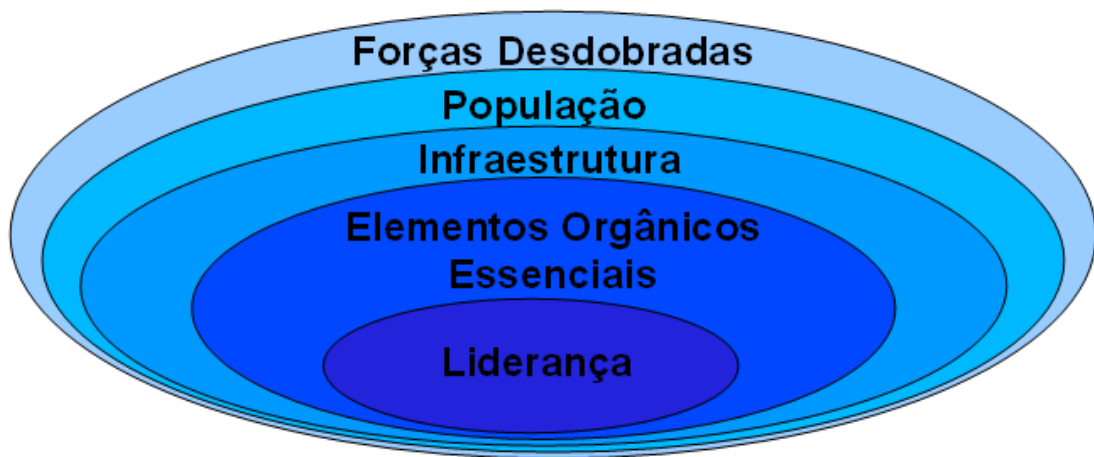 Forças Desdobradas
População
Infraestrutura
Elementos Orgânicos
Essenciais
Liderança